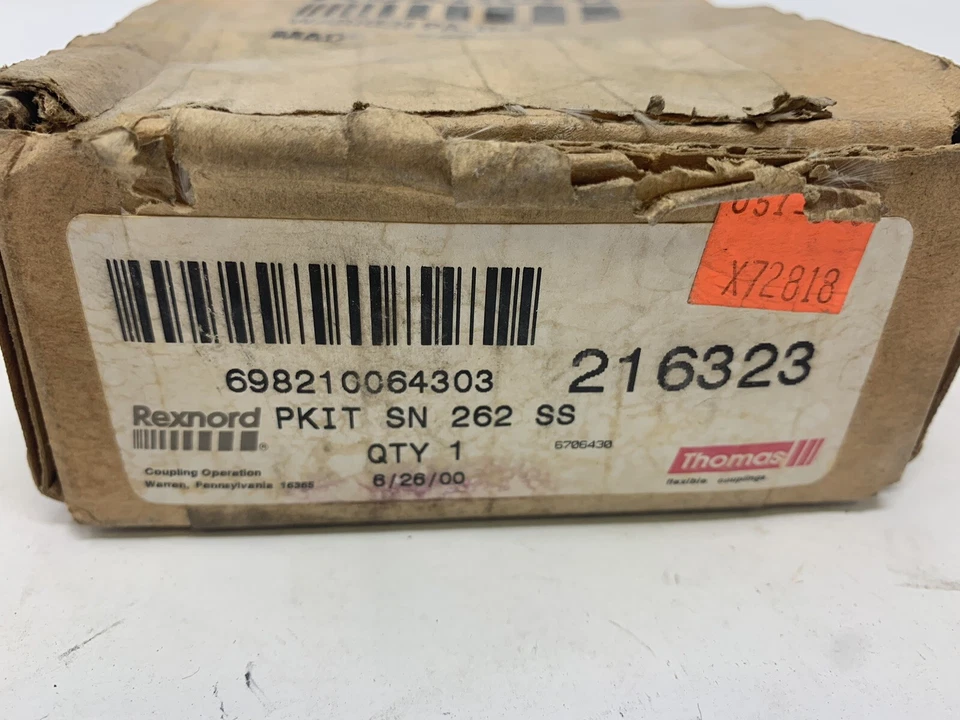 MAD
X72818
698210064303
216323
Rexnord
PKIT SN 262 SS
®
QTY 1
6706430
Thomas
Coupling Operation
flexible couplings
Warren, Pennsylvania 16365
6/26/00